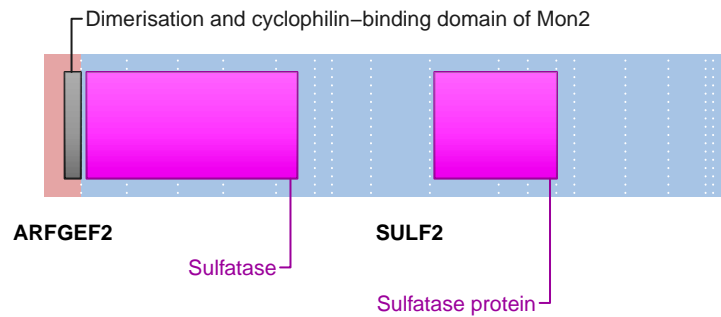 Dimerisation and cyclophilin−binding domain of Mon2
ARFGEF2
SULF2
Sulfatase
Sulfatase protein